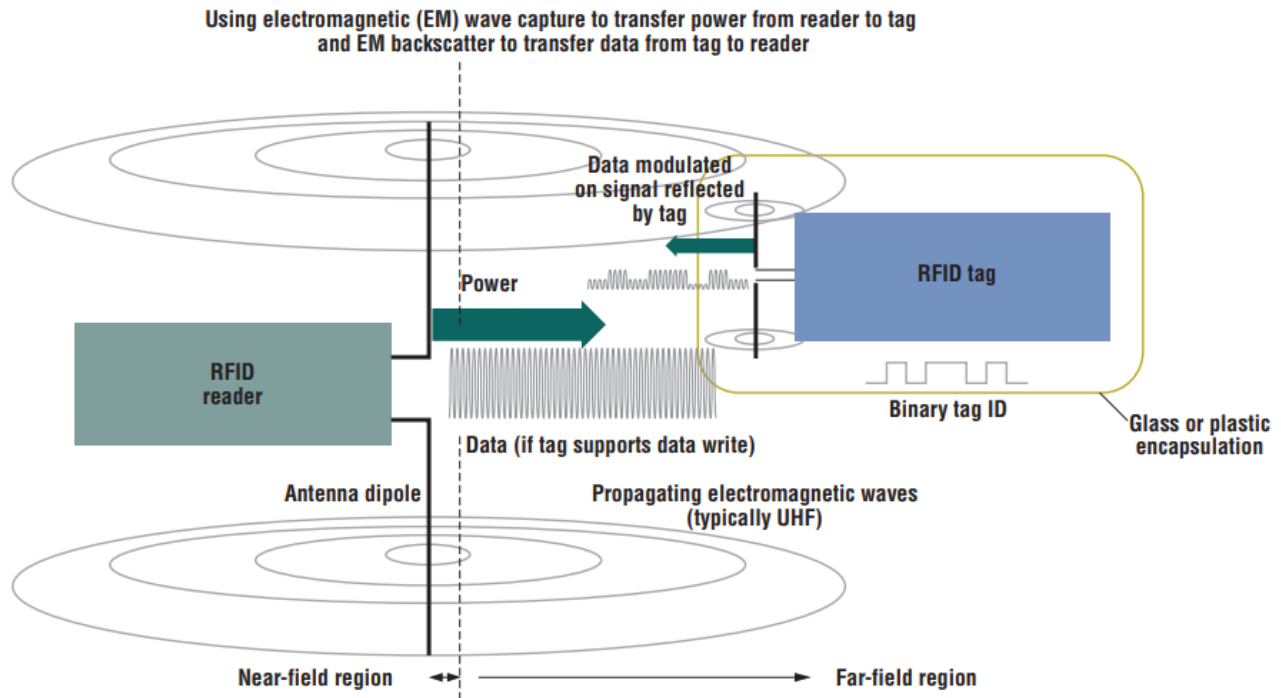 Using electromagnetic (EM) wave capture to transfer power from reader to tag
and EM backscatter to transfer data from tag to reader
Data modulated
on signal reflected
by tag
Power
RFID tag
RFID
reader
Binary tag ID
Glass or plastic
encapsulation
Data (if tag supports data write)
Antenna dipole
Propagating electromagnetic waves
(typically UHF)
Near-field region
Far-field region